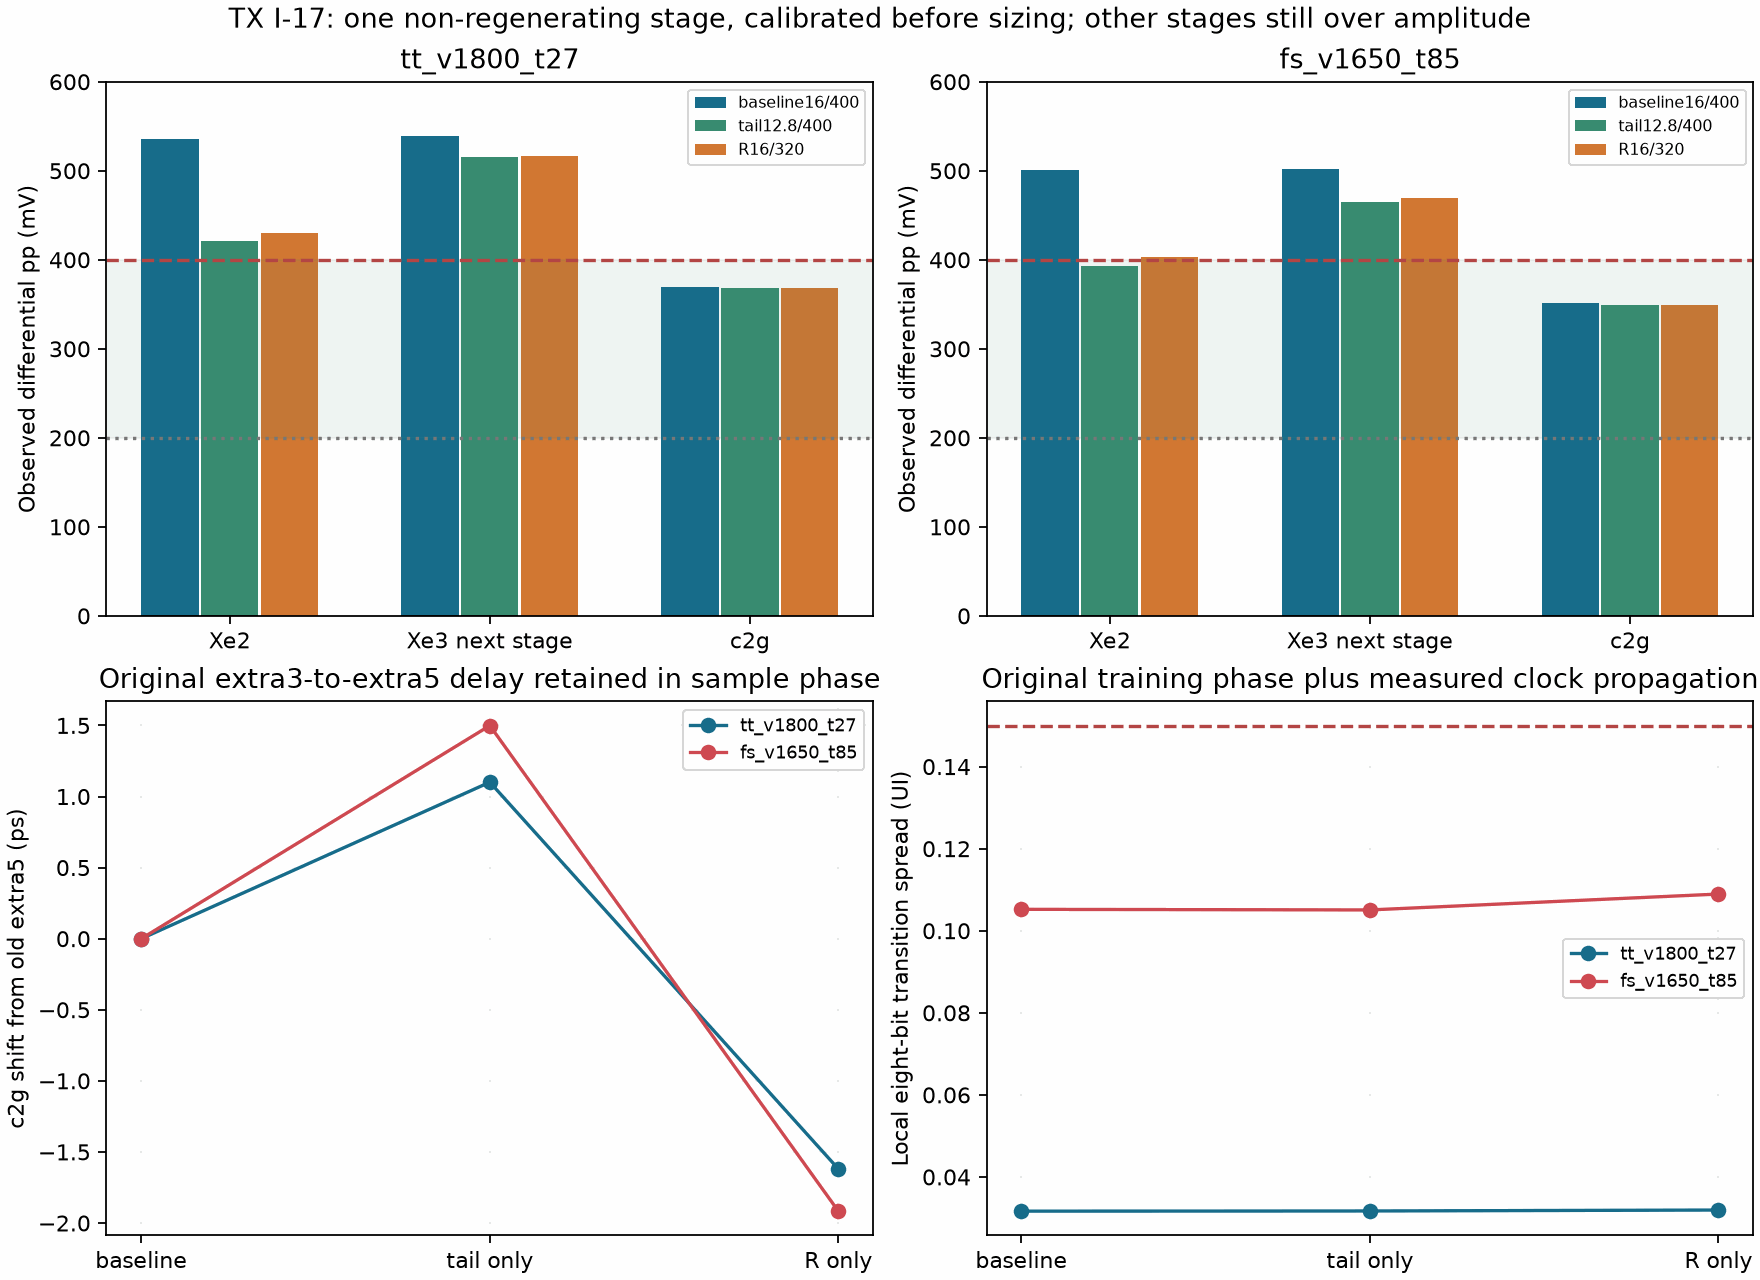 TX I-17: one non-regenerating stage, calibrated before sizing; other stages still over amplitude
tt_v1800_t27
Observed differential pp (mV)
600
500
400
300
200
100
0
baseline16/400
tail12.8/400
R16/320
Xe2
Xe3 next stage
c2g
fs_v1650_t85
Observed differential pp (mV)
600
500
400
300
200
100
0
baseline16/400
tail12.8/400
R16/320
Xe2
Xe3 next stage
c2g
Original extra3-to-extra5 delay retained in sample phase
c2g shift from old extra5 (ps)
1.5
1.0
0.5
0.0
−0.5
−1.0
−1.5
−2.0
tt_v1800_t27
fs_v1650_t85
baseline
tail only
R only
Original training phase plus measured clock propagation
Local eight-bit transition spread (UI)
0.14
0.12
0.10
0.08
0.06
0.04
tt_v1800_t27
fs_v1650_t85
baseline
tail only
R only